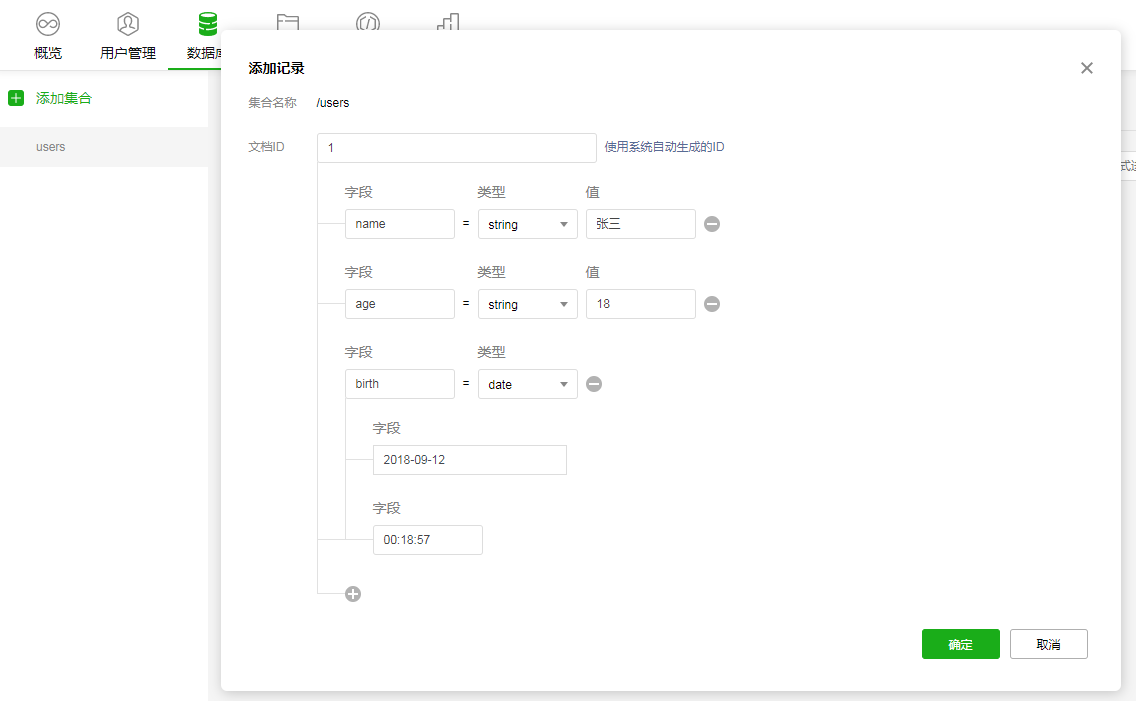 概览 用户管理 数据库
添加集合
users
添加记录
集合名称 /users
文档ID 1 使用系统自动生成的ID
字段 类型 值
name = string 张三
字段 类型 值
age = string 18
字段 类型
birth = date
字段
2018-09-12
字段
00:18:57
确定 取消